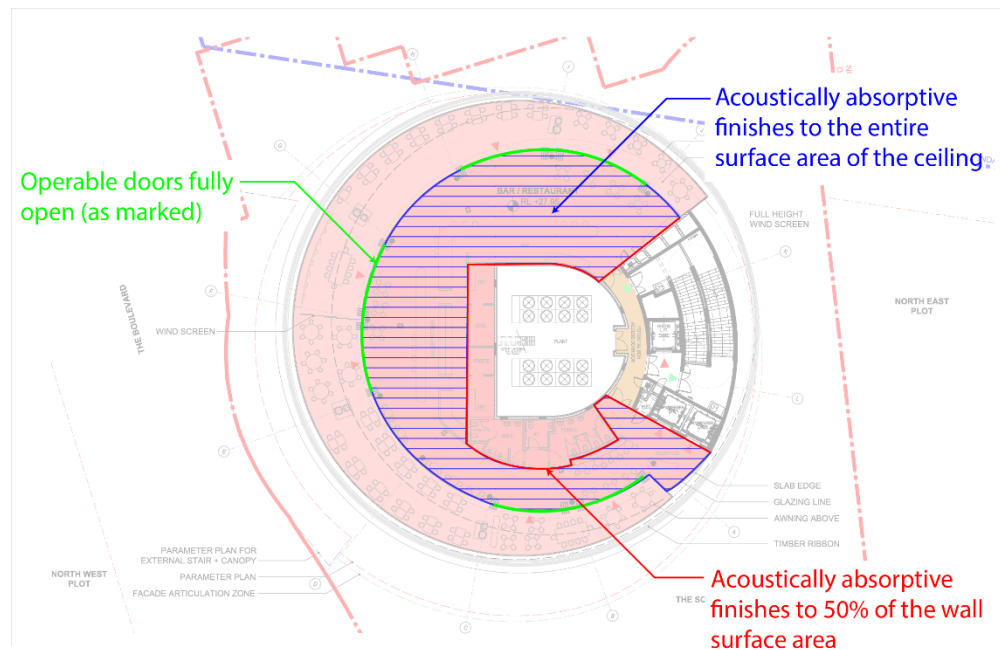 Acoustically absorptive
finishes to the entire
surface area of the ceiling
Operable doors fully
open (as marked)
BAR / RESTAURANT
FULL HEIGHT
WIND SCREEN
THE BOULEVARD
WIND SCREEN
NORTH EAST
PLOT
PLANT
SLAB EDGE
GLAZING LINE
AWNING ABOVE
TIMBER RIBBON
PARAMETER PLAN FOR
EXTERNAL STAIR + CANOPY
PARAMETER PLAN
FACADE ARTICULATION ZONE
NORTH WEST
PLOT
Acoustically absorptive
finishes to 50% of the wall
surface area